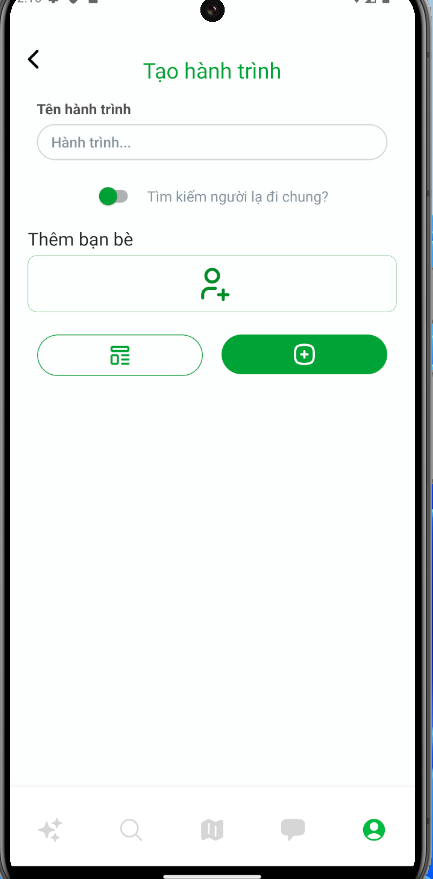 Tạo hành trình
Tên hành trình
Hành trình...
Tìm kiếm người lạ đi chung?
Thêm bạn bè